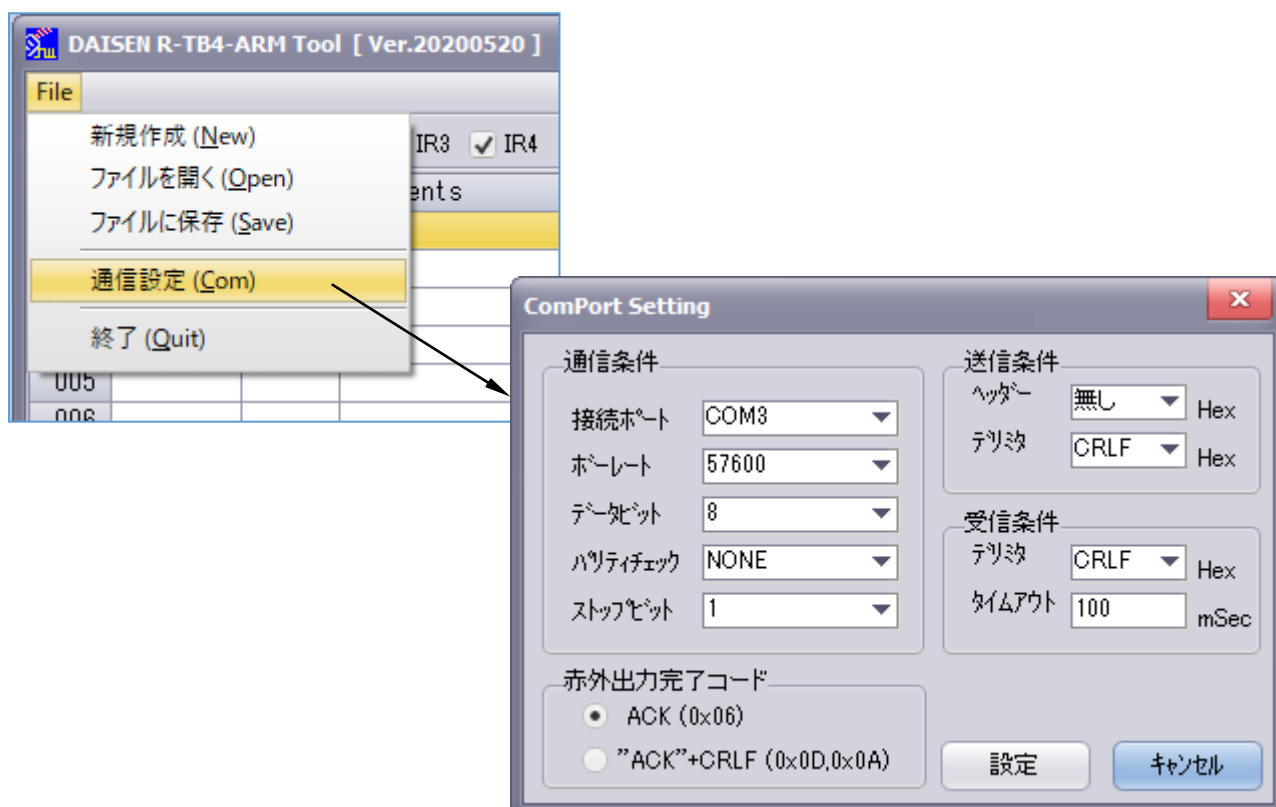 DAISEN R-TB4-ARM Tool [ Ver.20200520 ]
File
新規作成 (New)
IR3 IR4
ファイルを開く(Open)
ents
ファイルに保存 (Save)
通信設定 (Com)
終了 (Quit)
005
006
ComPort Setting
通信条件
接続ﾎﾟｰﾄ COM3
ﾎﾞｰﾚｰﾄ 57600
ﾃﾞｰﾀﾋﾞｯﾄ 8
ﾊﾟﾘﾃｨﾁｪｯｸ NONE
ｽﾄｯﾌﾟﾋﾞｯﾄ 1
送信条件
ﾍｯﾀﾞｰ 無し Hex
ﾃﾞﾘﾐﾀ CRLF Hex
受信条件
ﾃﾞﾘﾐﾀ CRLF Hex
ﾀｲﾑｱｳﾄ 100 mSec
赤外出力完了コード
ACK (0x06)
"ACK"+CRLF (0x0D,0x0A)
設定
ｷｬﾝｾﾙ